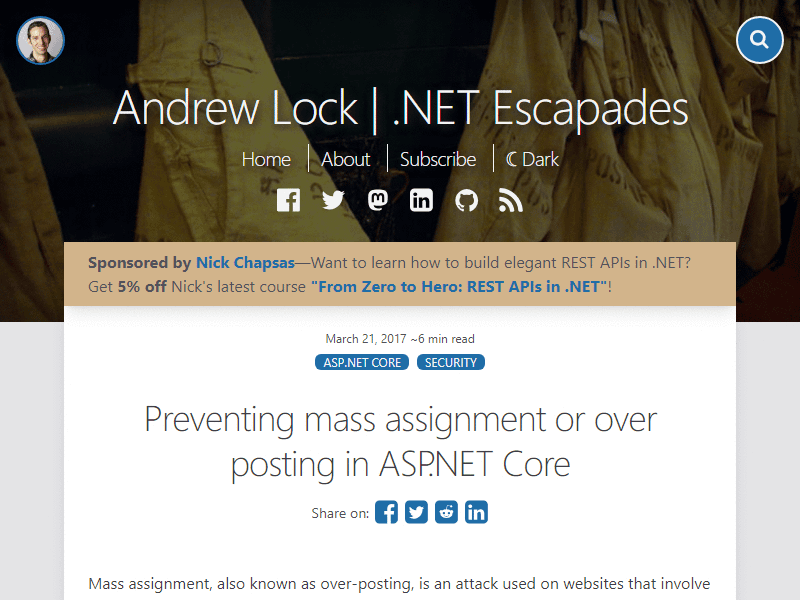 Andrew Lock | .NET Escapades
Home About Subscribe ☾ Dark
Sponsored by Nick Chapsas—Want to learn how to build elegant REST APIs in .NET?
Get 5% off Nick's latest course "From Zero to Hero: REST APIs in .NET"!
March 21, 2017 ~6 min read
ASP.NET CORE SECURITY
Preventing mass assignment or over
posting in ASP.NET Core
Share on:
Mass assignment, also known as over-posting, is an attack used on websites that involve